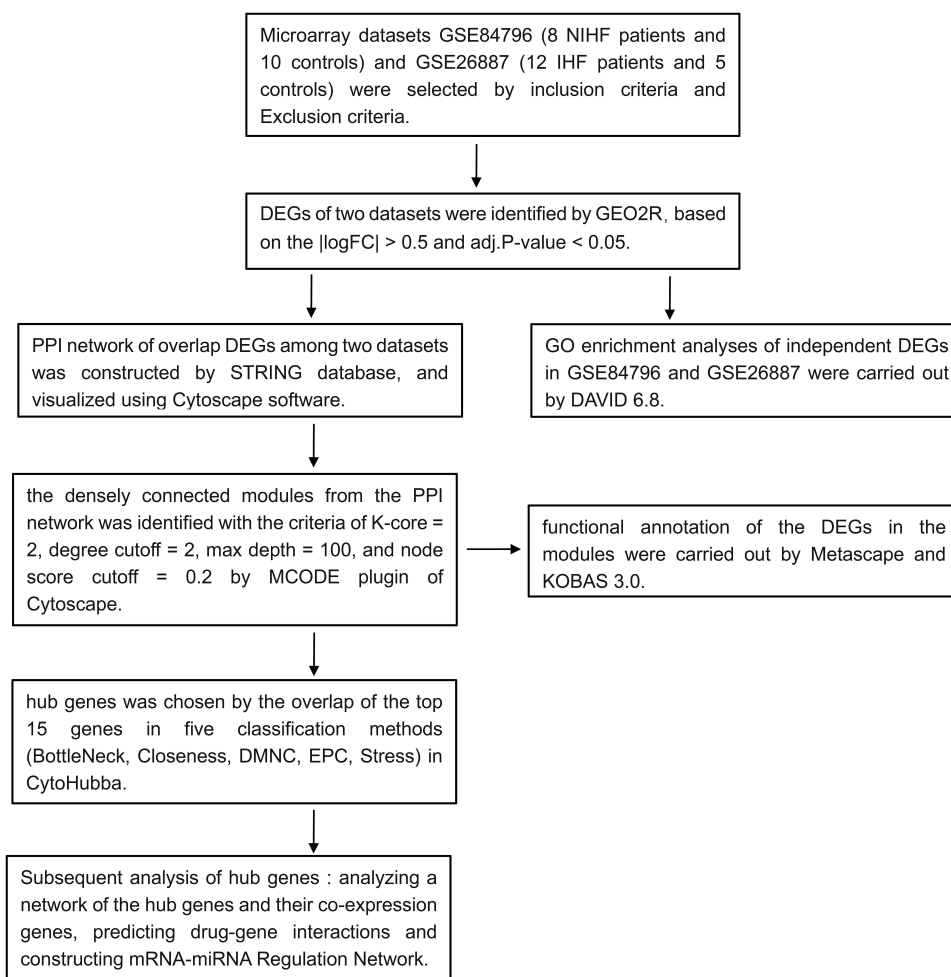 Microarray datasets GSE84796 (8 NIHF patients and
10 controls) and GSE26887 (12 IHF patients and 5
controls) were selected by inclusion criteria and
Exclusion criteria.
DEGs of two datasets were identified by GEO2R, based
on the |logFC| > 0.5 and adj.P-value < 0.05.
PPI network of overlap DEGs among two datasets
was constructed by STRING database, and
visualized using Cytoscape software.
GO enrichment analyses of independent DEGs
in GSE84796 and GSE26887 were carried out
by DAVID 6.8.
the densely connected modules from the PPI
network was identified with the criteria of K-core =
2, degree cutoff = 2, max depth = 100, and node
score cutoff = 0.2 by MCODE plugin of
Cytoscape.
functional annotation of the DEGs in the
modules were carried out by Metascape and
KOBAS 3.0.
hub genes was chosen by the overlap of the top
15 genes in five classification methods
(BottleNeck, Closeness, DMNC, EPC, Stress) in
CytoHubba.
Subsequent analysis of hub genes : analyzing a
network of the hub genes and their co-expression
genes, predicting drug-gene interactions and
constructing mRNA-miRNA Regulation Network.